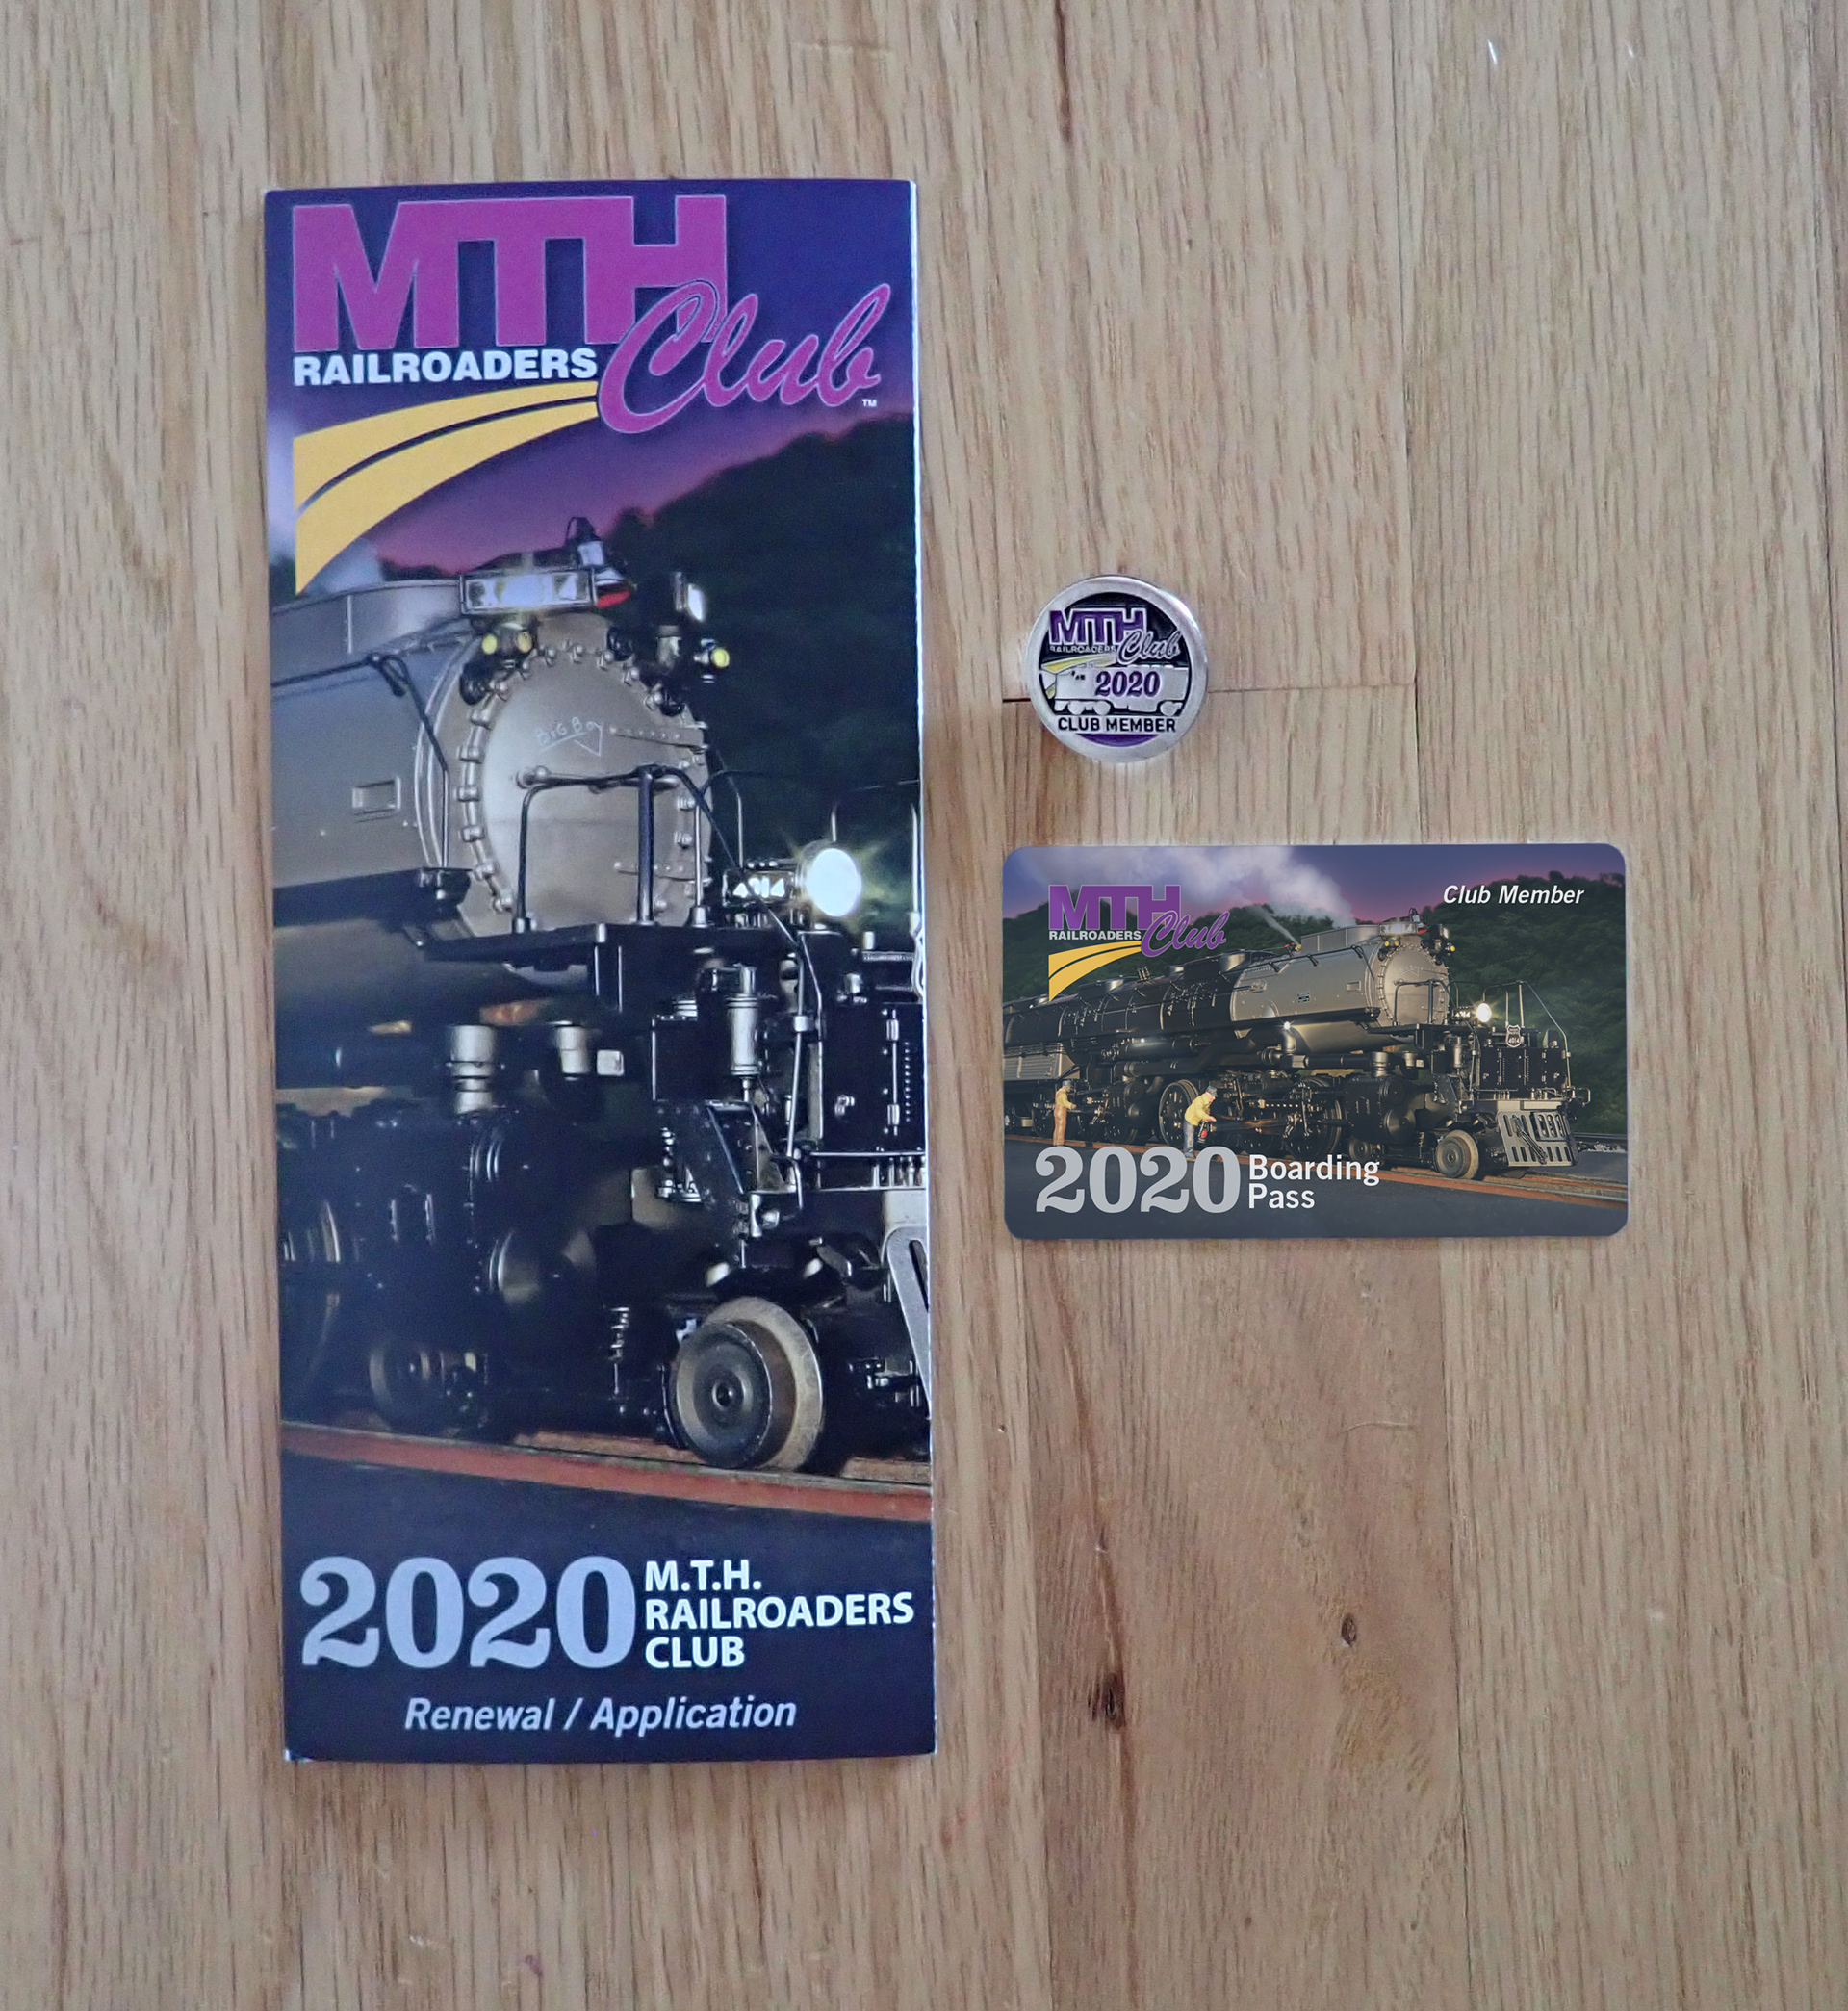 MTH
RAILROADERS Club
TM
BIG BOY
4014
2020 M.T.H.
RAILROADERS
CLUB
Renewal / Application
MTH
RAILROADERS Club
2020
CLUB MEMBER
Club Member
MTH
RAILROADERS Club
2020 Boarding
Pass